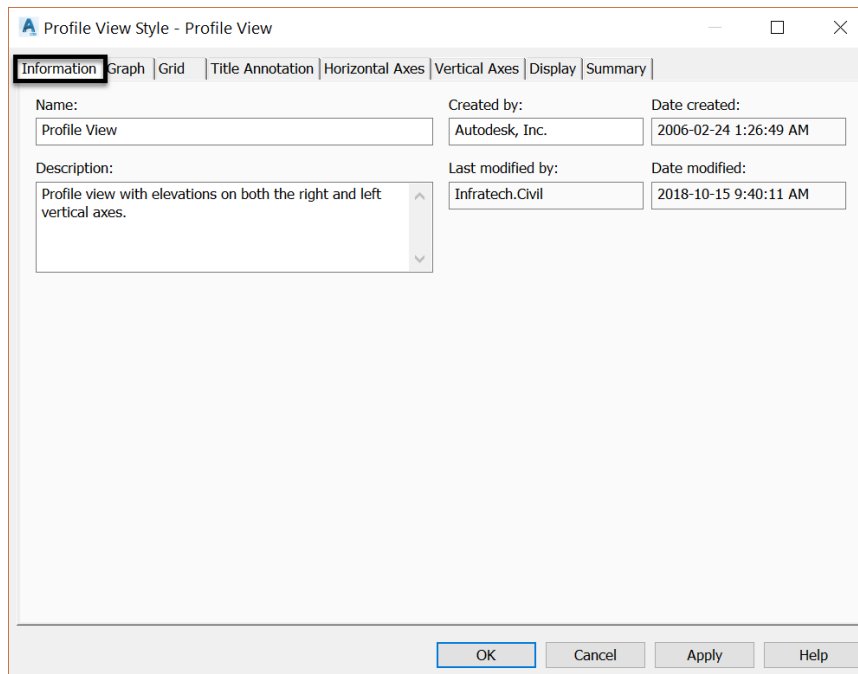 Profile View Style - Profile View
Information Graph Grid Title Annotation Horizontal Axes Vertical Axes Display Summary
Name:
Profile View
Created by:
Autodesk, Inc.
Date created:
2006-02-24 1:26:49 AM
Description:
Profile view with elevations on both the right and left
vertical axes.
Last modified by:
Infratech.Civil
Date modified:
2018-10-15 9:40:11 AM
OK Cancel Apply Help